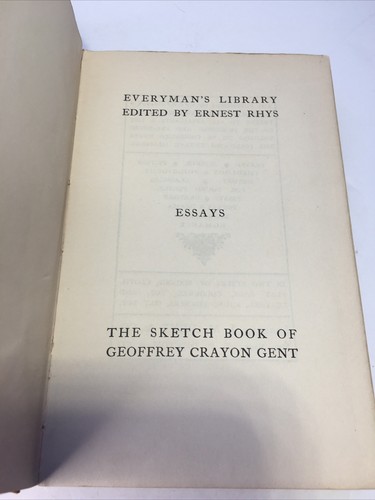 EVERYMAN'S LIBRARY
EDITED BY ERNEST RHYS
ESSAYS
THE SKETCH BOOK OF
GEOFFREY CRAYON GENT